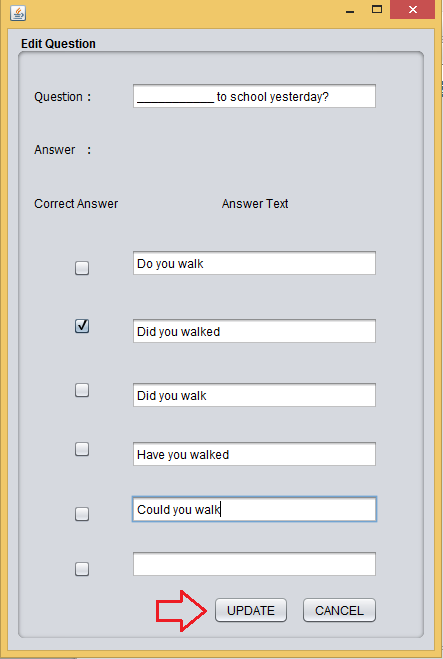 Edit Question
Question : ____________ to school yesterday?
Answer :
Correct Answer Answer Text
Do you walk
Did you walked
Did you walk
Have you walked
Could you walk
UPDATE CANCEL